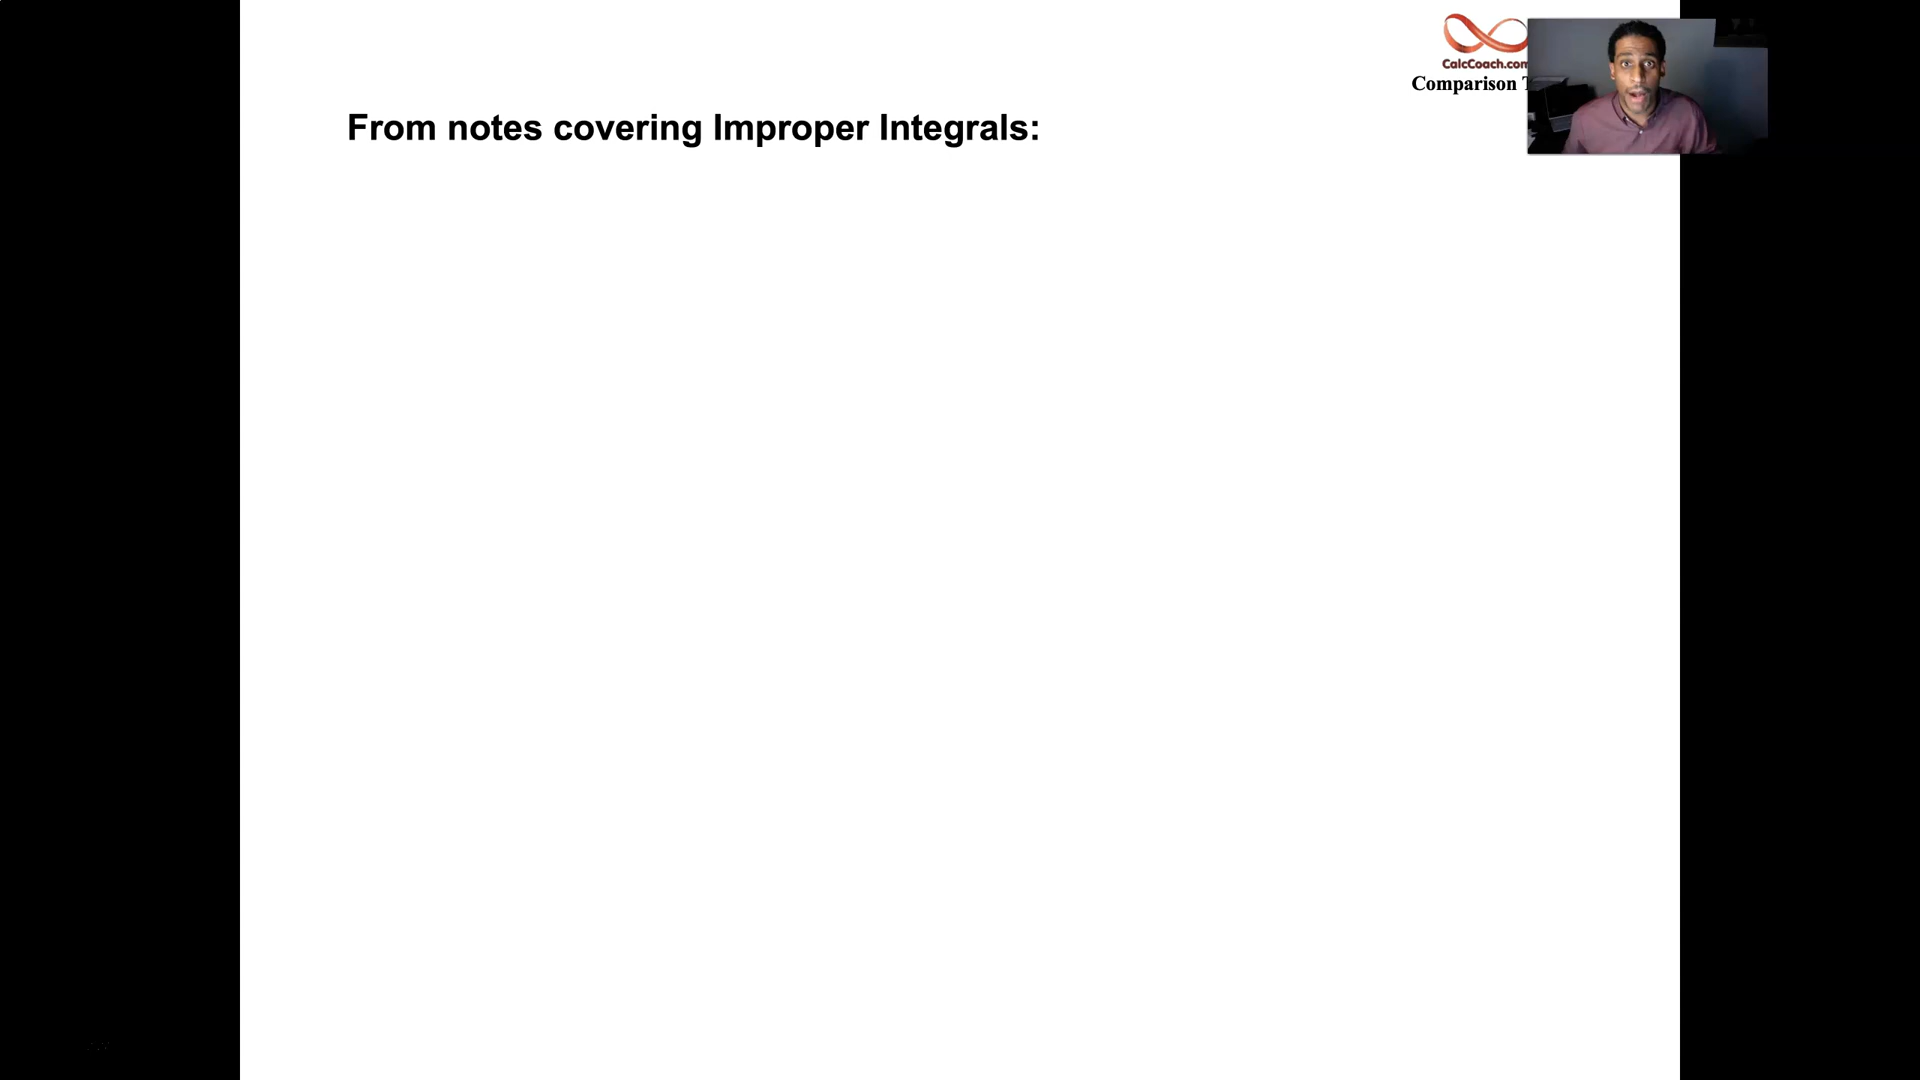 CalcCoach.com
Comparison
From notes covering Improper Integrals: